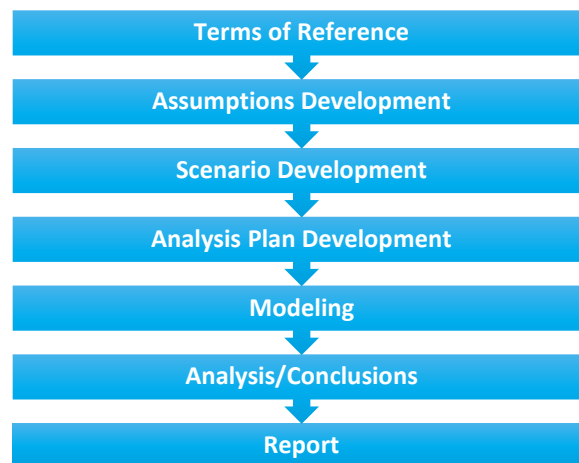 Terms of Reference
Assumptions Development
Scenario Development
Analysis Plan Development
Modeling
Analysis/Conclusions
Report